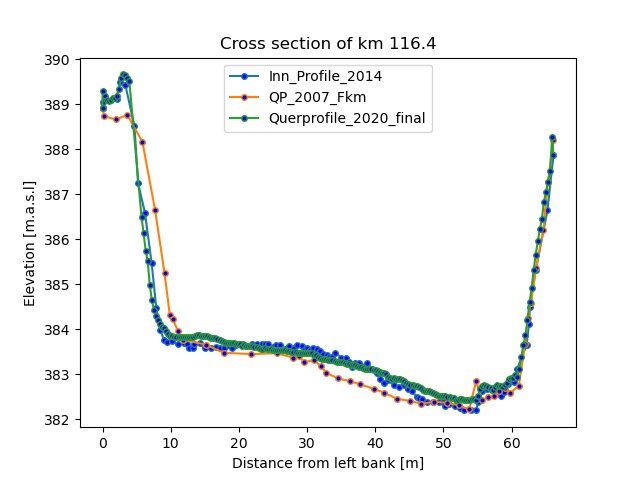 Cross section of km 116.4
Inn_Profile_2014
QP_2007_Fkm
Querprofile_2020_final
390
389
388
387
386
385
384
383
382
Elevation [m.a.s.l]
0 10 20 30 40 50 60
Distance from left bank [m]